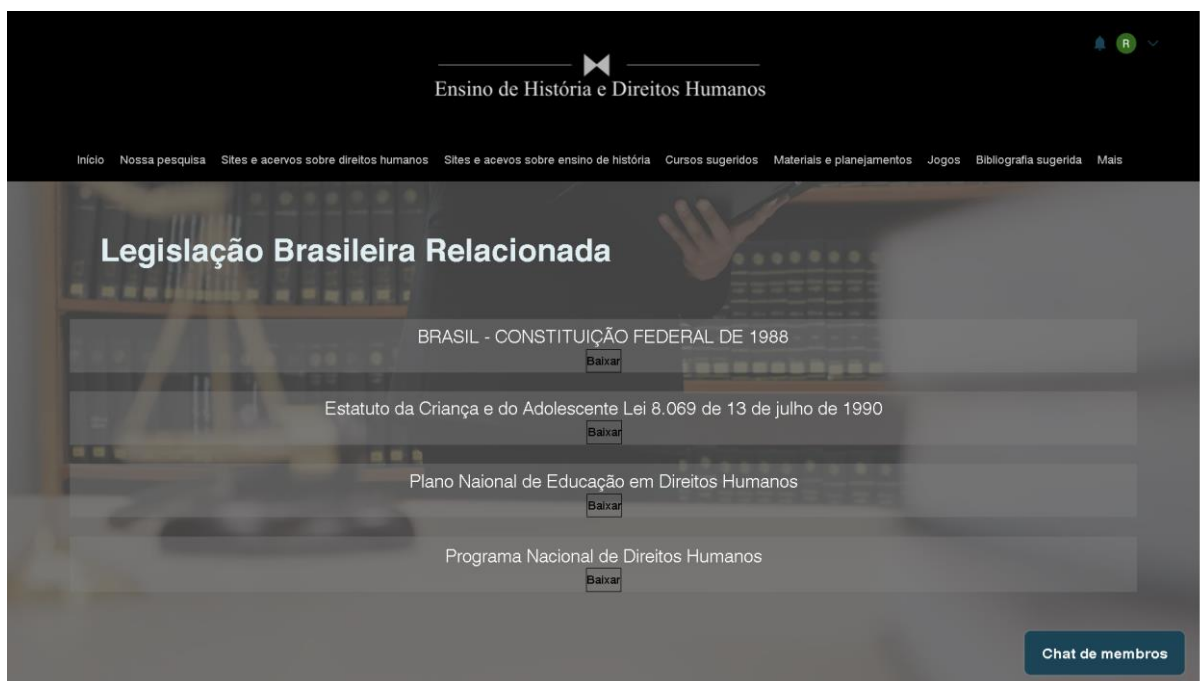 R
Ensino de História e Direitos Humanos
Início Nossa pesquisa Sites e acervos sobre direitos humanos Sites e acevos sobre ensino de história Cursos sugeridos Materiais e planejamentos Jogos Bibliografia sugerida Mais
Legislação Brasileira Relacionada
BRASIL - CONSTITUIÇÃO FEDERAL DE 1988
Baixar
Estatuto da Criança e do Adolescente Lei 8.069 de 13 de julho de 1990
Baixar
Plano Naional de Educação em Direitos Humanos
Baixar
Programa Nacional de Direitos Humanos
Baixar
Chat de membros